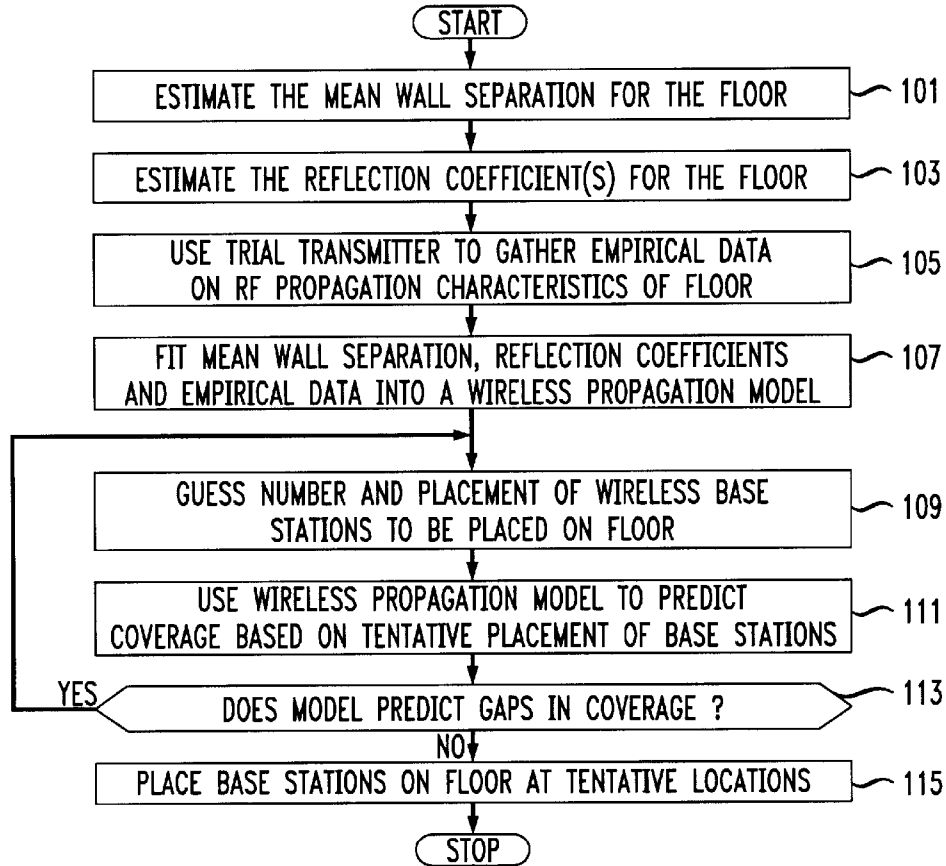 START
ESTIMATE THE MEAN WALL SEPARATION FOR THE FLOOR
101
ESTIMATE THE REFLECTION COEFFICIENT(S) FOR THE FLOOR
103
USE TRIAL TRANSMITTER TO GATHER EMPIRICAL DATA
ON RF PROPAGATION CHARACTERISTICS OF FLOOR
105
FIT MEAN WALL SEPARATION, REFLECTION COEFFICIENTS
AND EMPIRICAL DATA INTO A WIRELESS PROPAGATION MODEL
107
GUESS NUMBER AND PLACEMENT OF WIRELESS BASE
STATIONS TO BE PLACED ON FLOOR
109
USE WIRELESS PROPAGATION MODEL TO PREDICT
COVERAGE BASED ON TENTATIVE PLACEMENT OF BASE STATIONS
111
YES
DOES MODEL PREDICT GAPS IN COVERAGE ?
113
NO
PLACE BASE STATIONS ON FLOOR AT TENTATIVE LOCATIONS
115
STOP